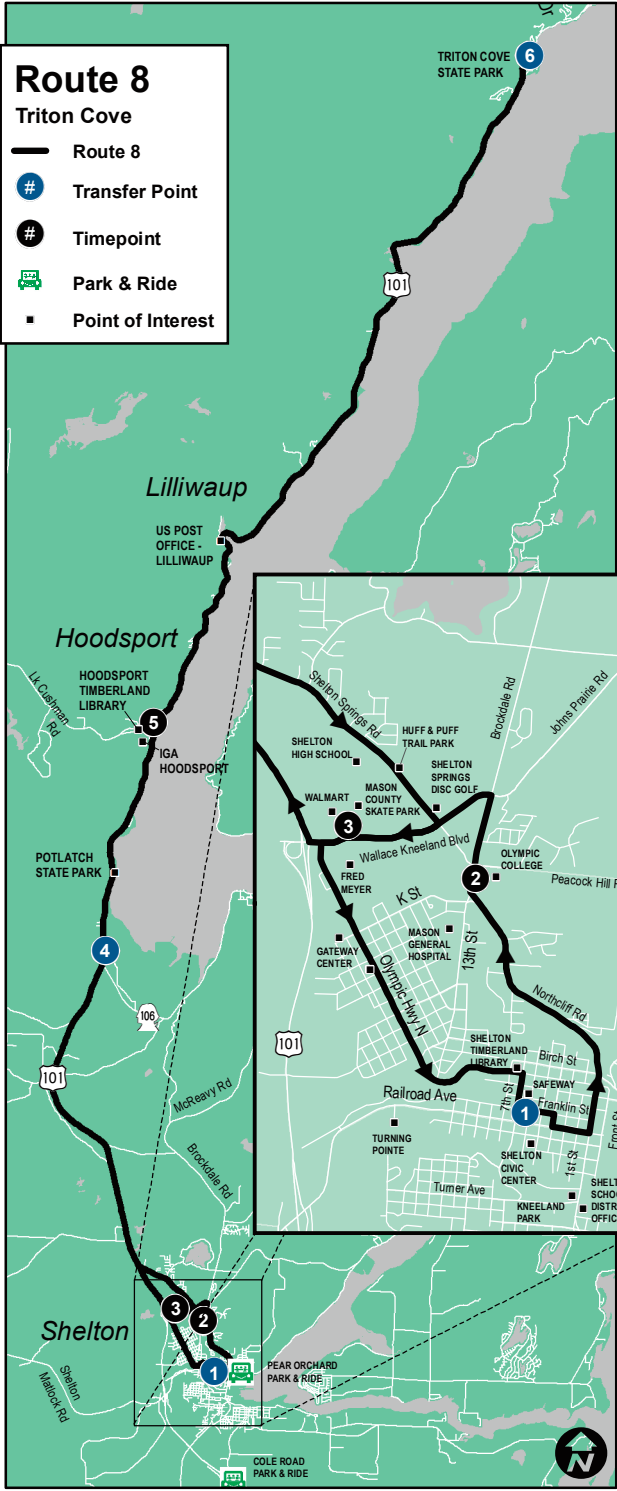 Route 8
Triton Cove
Route 8
# Transfer Point
# Timepoint
Park & Ride
Point of Interest
6
TRITON COVE
STATE PARK
101
Lilliwaup
US POST
OFFICE -
LILLIWAUP
Hoodsport
HOODSPORT
TIMBERLAND
LIBRARY
Lk Cushman
Rd
5
IGA
HOODSPORT
POTLATCH
STATE PARK
4
106
101
McReavy Rd
Brockdale Rd
Shelton
3
2
1
PEAR ORCHARD
PARK & RIDE
Shelton
Matlock Rd
COLE ROAD
PARK & RIDE
N
Shelton Springs Rd
Brockdale Rd
Johns Prairie Rd
SHELTON
HIGH SCHOOL
HUFF & PUFF
TRAIL PARK
WALMART
MASON
COUNTY
SKATE PARK
SHELTON
SPRINGS
DISC GOLF
3
Wallace Kneeland Blvd
FRED
MEYER
2
OLYMPIC
COLLEGE
Peacock Hill R
K St
GATEWAY
CENTER
MASON
GENERAL
HOSPITAL
13th St
Olympic Hwy N
Northcliff Rd
101
SHELTON
TIMBERLAND
LIBRARY
Birch St
7th St
SAFEWAY
Franklin St
1
Railroad Ave
TURNING
POINTE
SHELTON
CIVIC
CENTER
1st St
Front S
Turner Ave
KNEELAND
PARK
SHELT
SCHO
DISTR
OFFIC